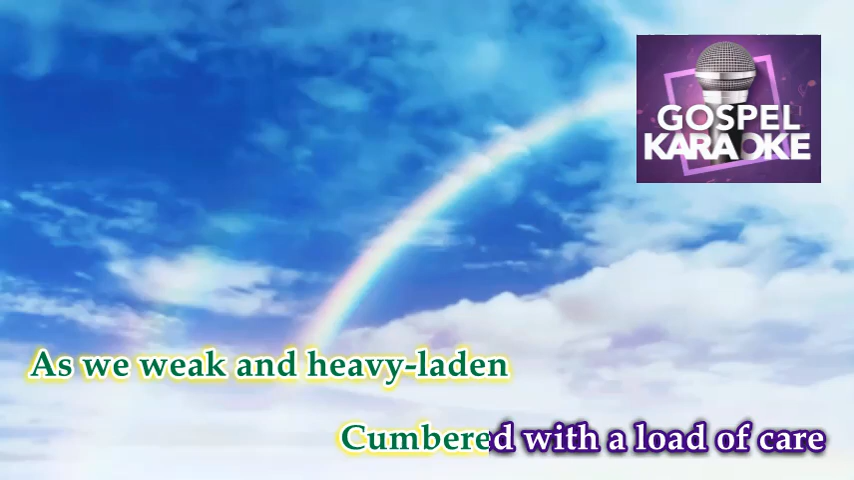 GOSPEL
KARAOKE
As we weak and heavy-laden
Cumbered with a load of care